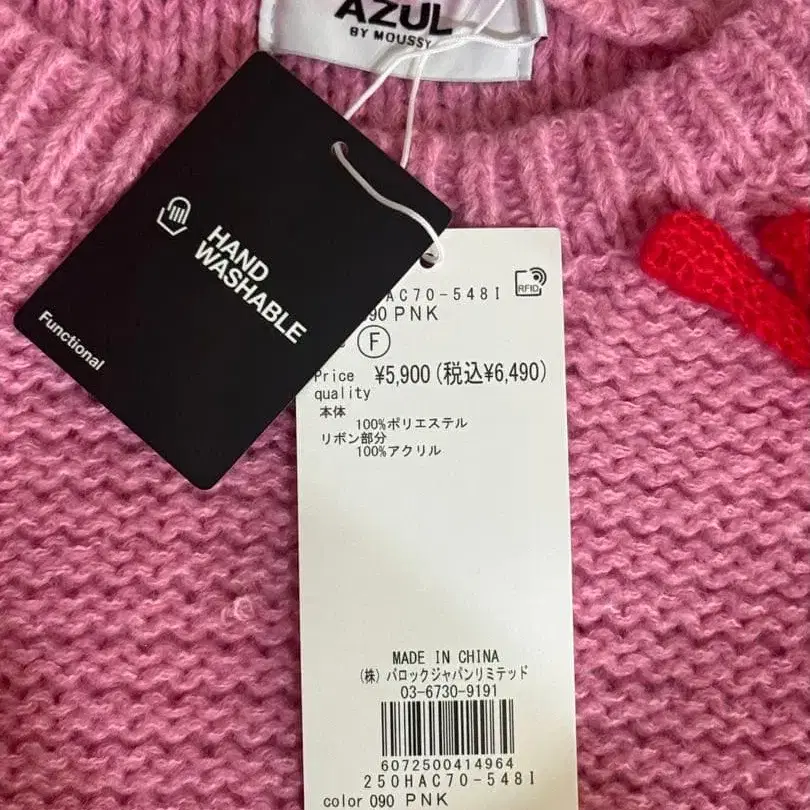 AZUL
BY MOUSSY
HAND
WASHABLE
Functional
RFID
HAC70-548I
090 PNK
F
Price ¥5,900(税込¥6,490)
quality
本体
100%ポリエステル
リボン部分
100%アクリル
MADE IN CHINA
(株)バロックジャパンリミテッド
03-6730-9191
6072500414964
250HAC70-548I
color 090 PNK